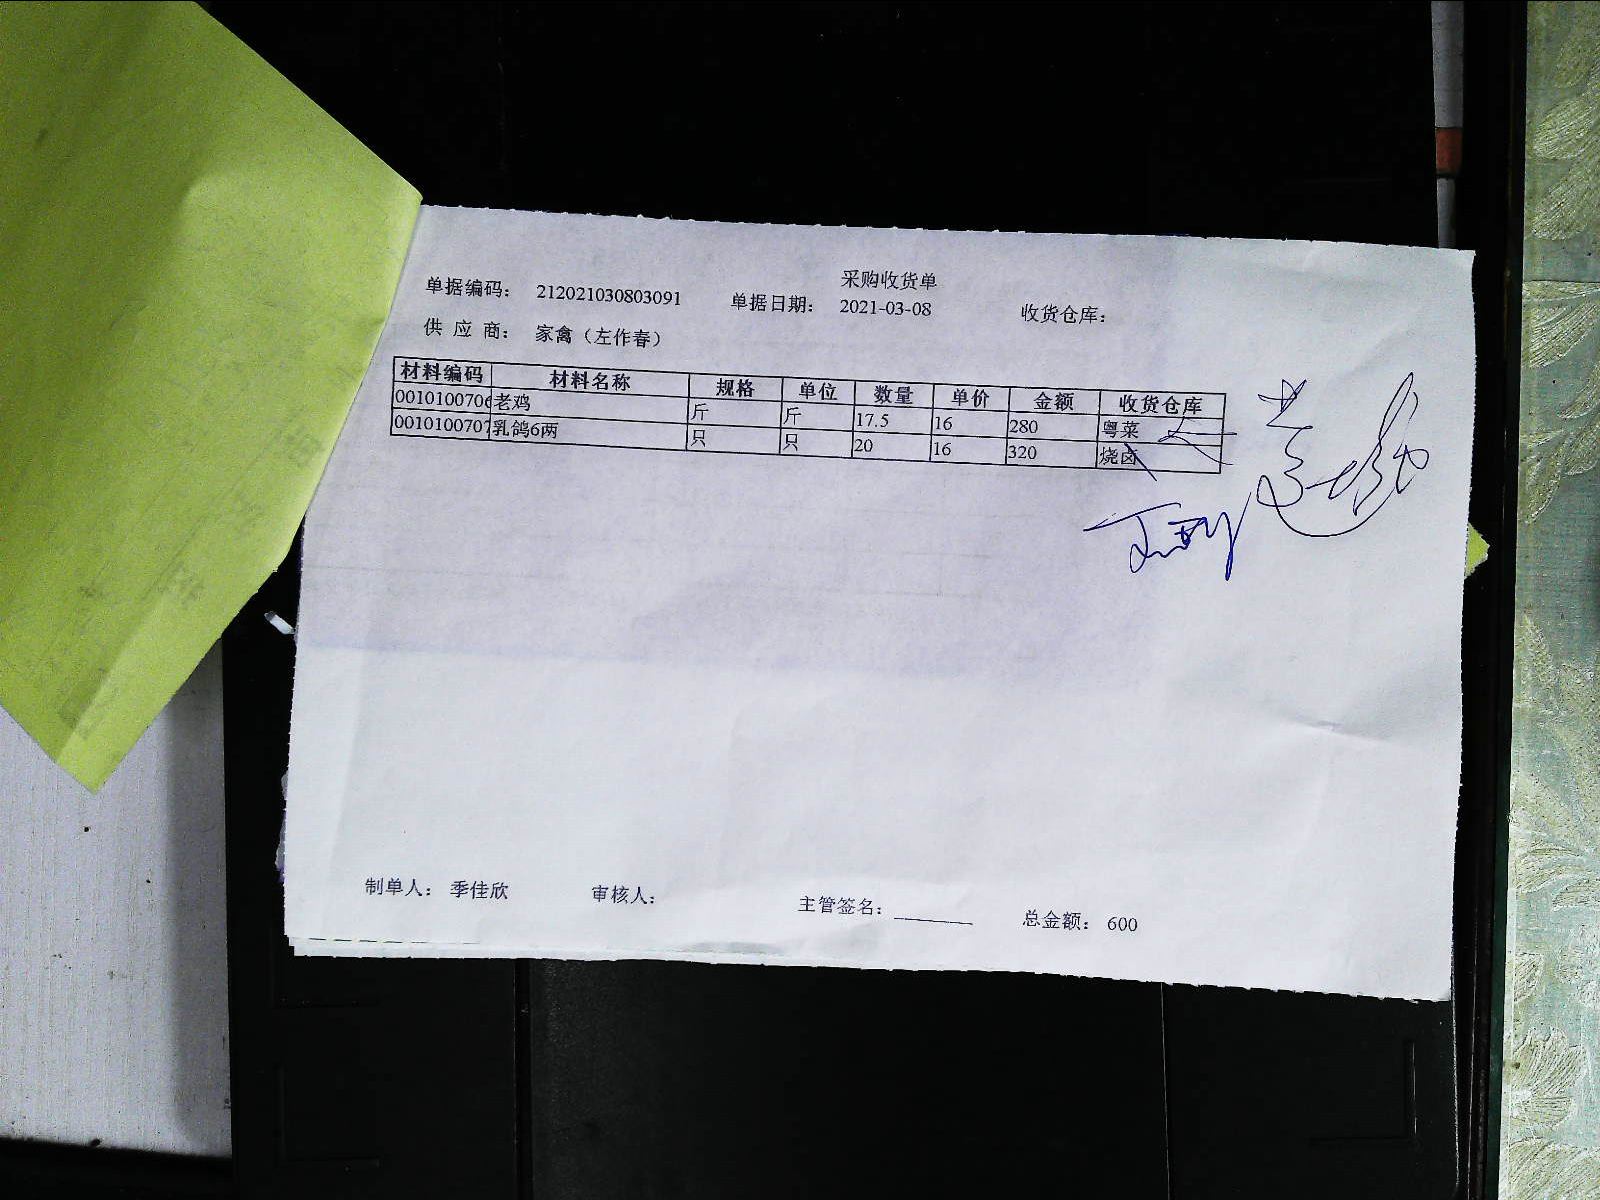 采购收货单
单据编码： 212021030803091 单据日期： 2021-03-08 收货仓库：
供 应 商： 家禽（左作春）
材料编码 材料名称 规格 单位 数量 单价 金额 收货仓库
0010100706 老鸡 斤 斤 17.5 16 280 粤菜
0010100707 乳鸽6两 只 只 20 16 320 烧卤
制单人： 季佳欣 审核人： 主管签名： 总金额： 600